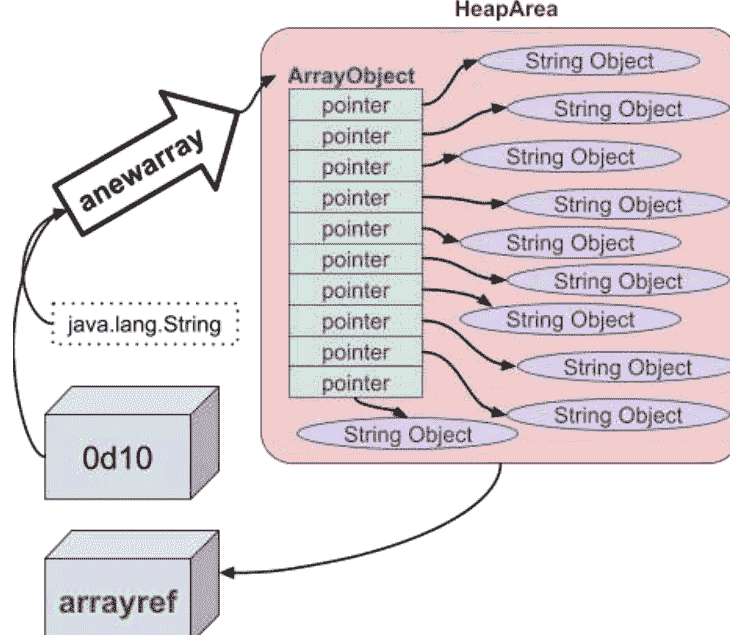 HeapArea
ArrayObject
pointer
pointer
pointer
pointer
pointer
pointer
pointer
pointer
pointer
pointer
String Object
String Object
String Object
String Object
String Object
String Object
String Object
String Object
String Object
String Object
anewarray
java.lang.String
0d10
arrayref